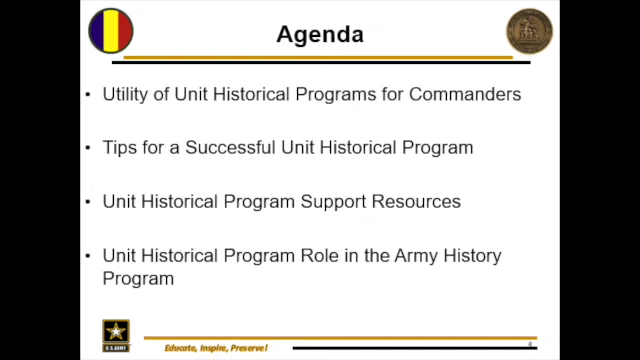 Agenda
• Utility of Unit Historical Programs for Commanders
• Tips for a Successful Unit Historical Program
• Unit Historical Program Support Resources
• Unit Historical Program Role in the Army History
Program
U.S. ARMY
Educate, Inspire, Preserve!
4